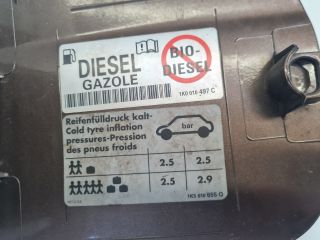 DIESEL
GAZOLE
BIO-
DIESEL
1K0 010 497 C
Reifenfülldruck kalt-
Cold tyre inflation
pressures-Pression
des pneus froids
bar
2.5 2.5
2.5 2.9